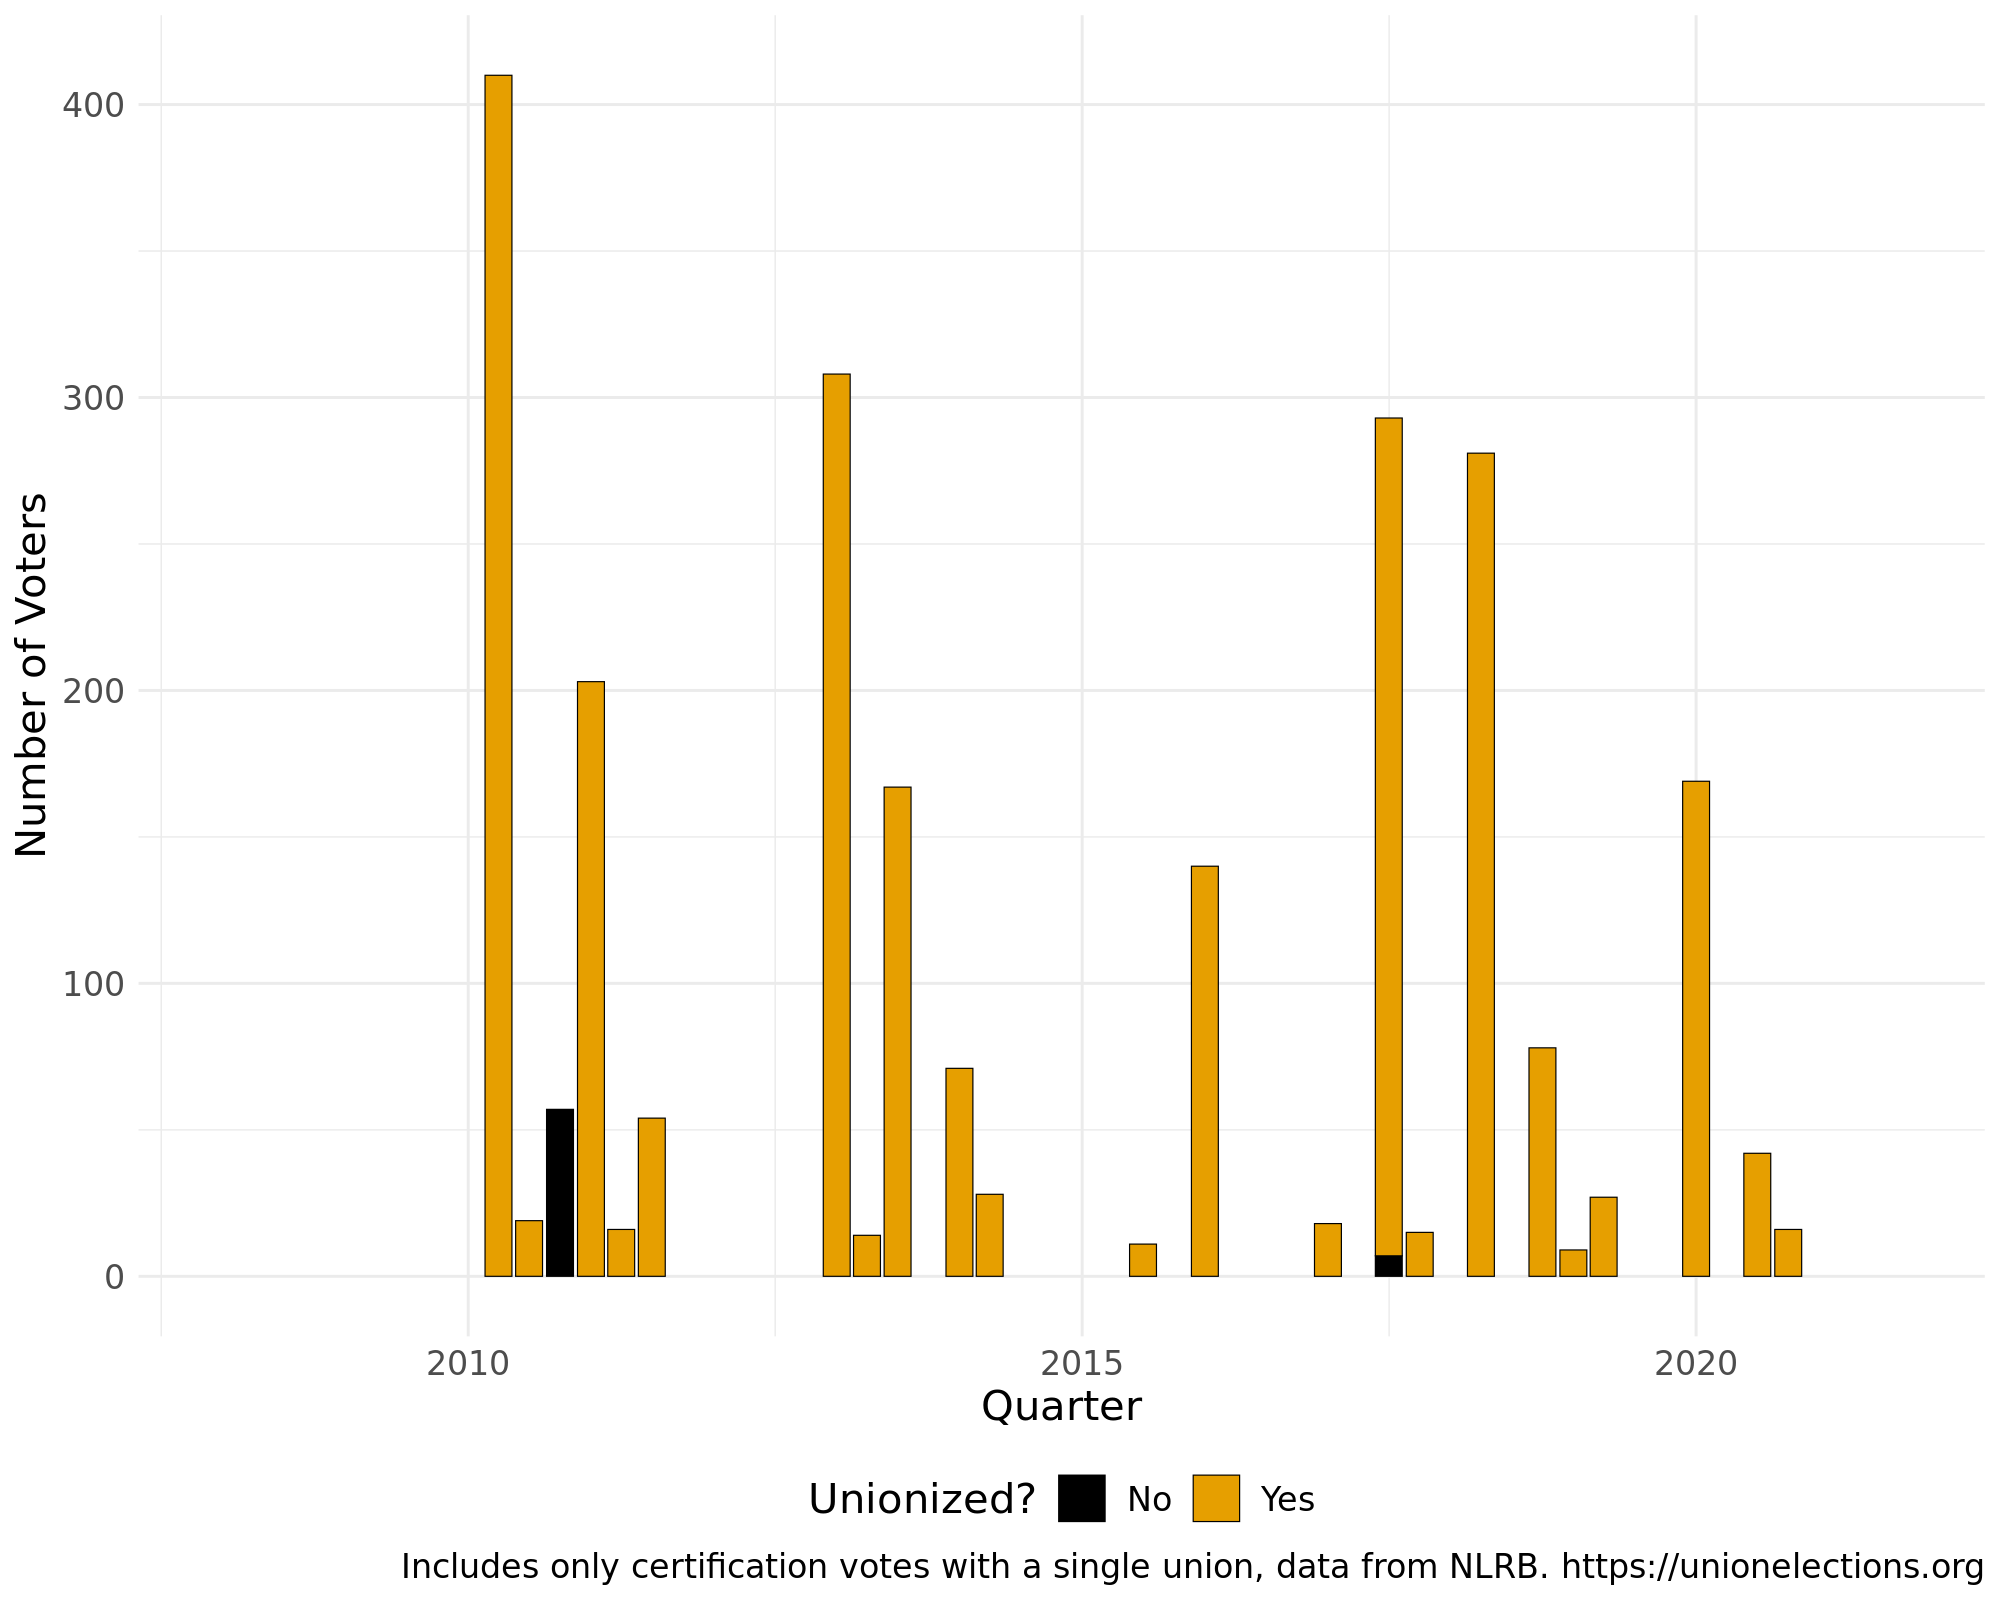 Number of Voters
400
300
200
100
0
2010 2015 2020
Quarter
Unionized? No Yes
Includes only certification votes with a single union, data from NLRB. https://unionelections.org